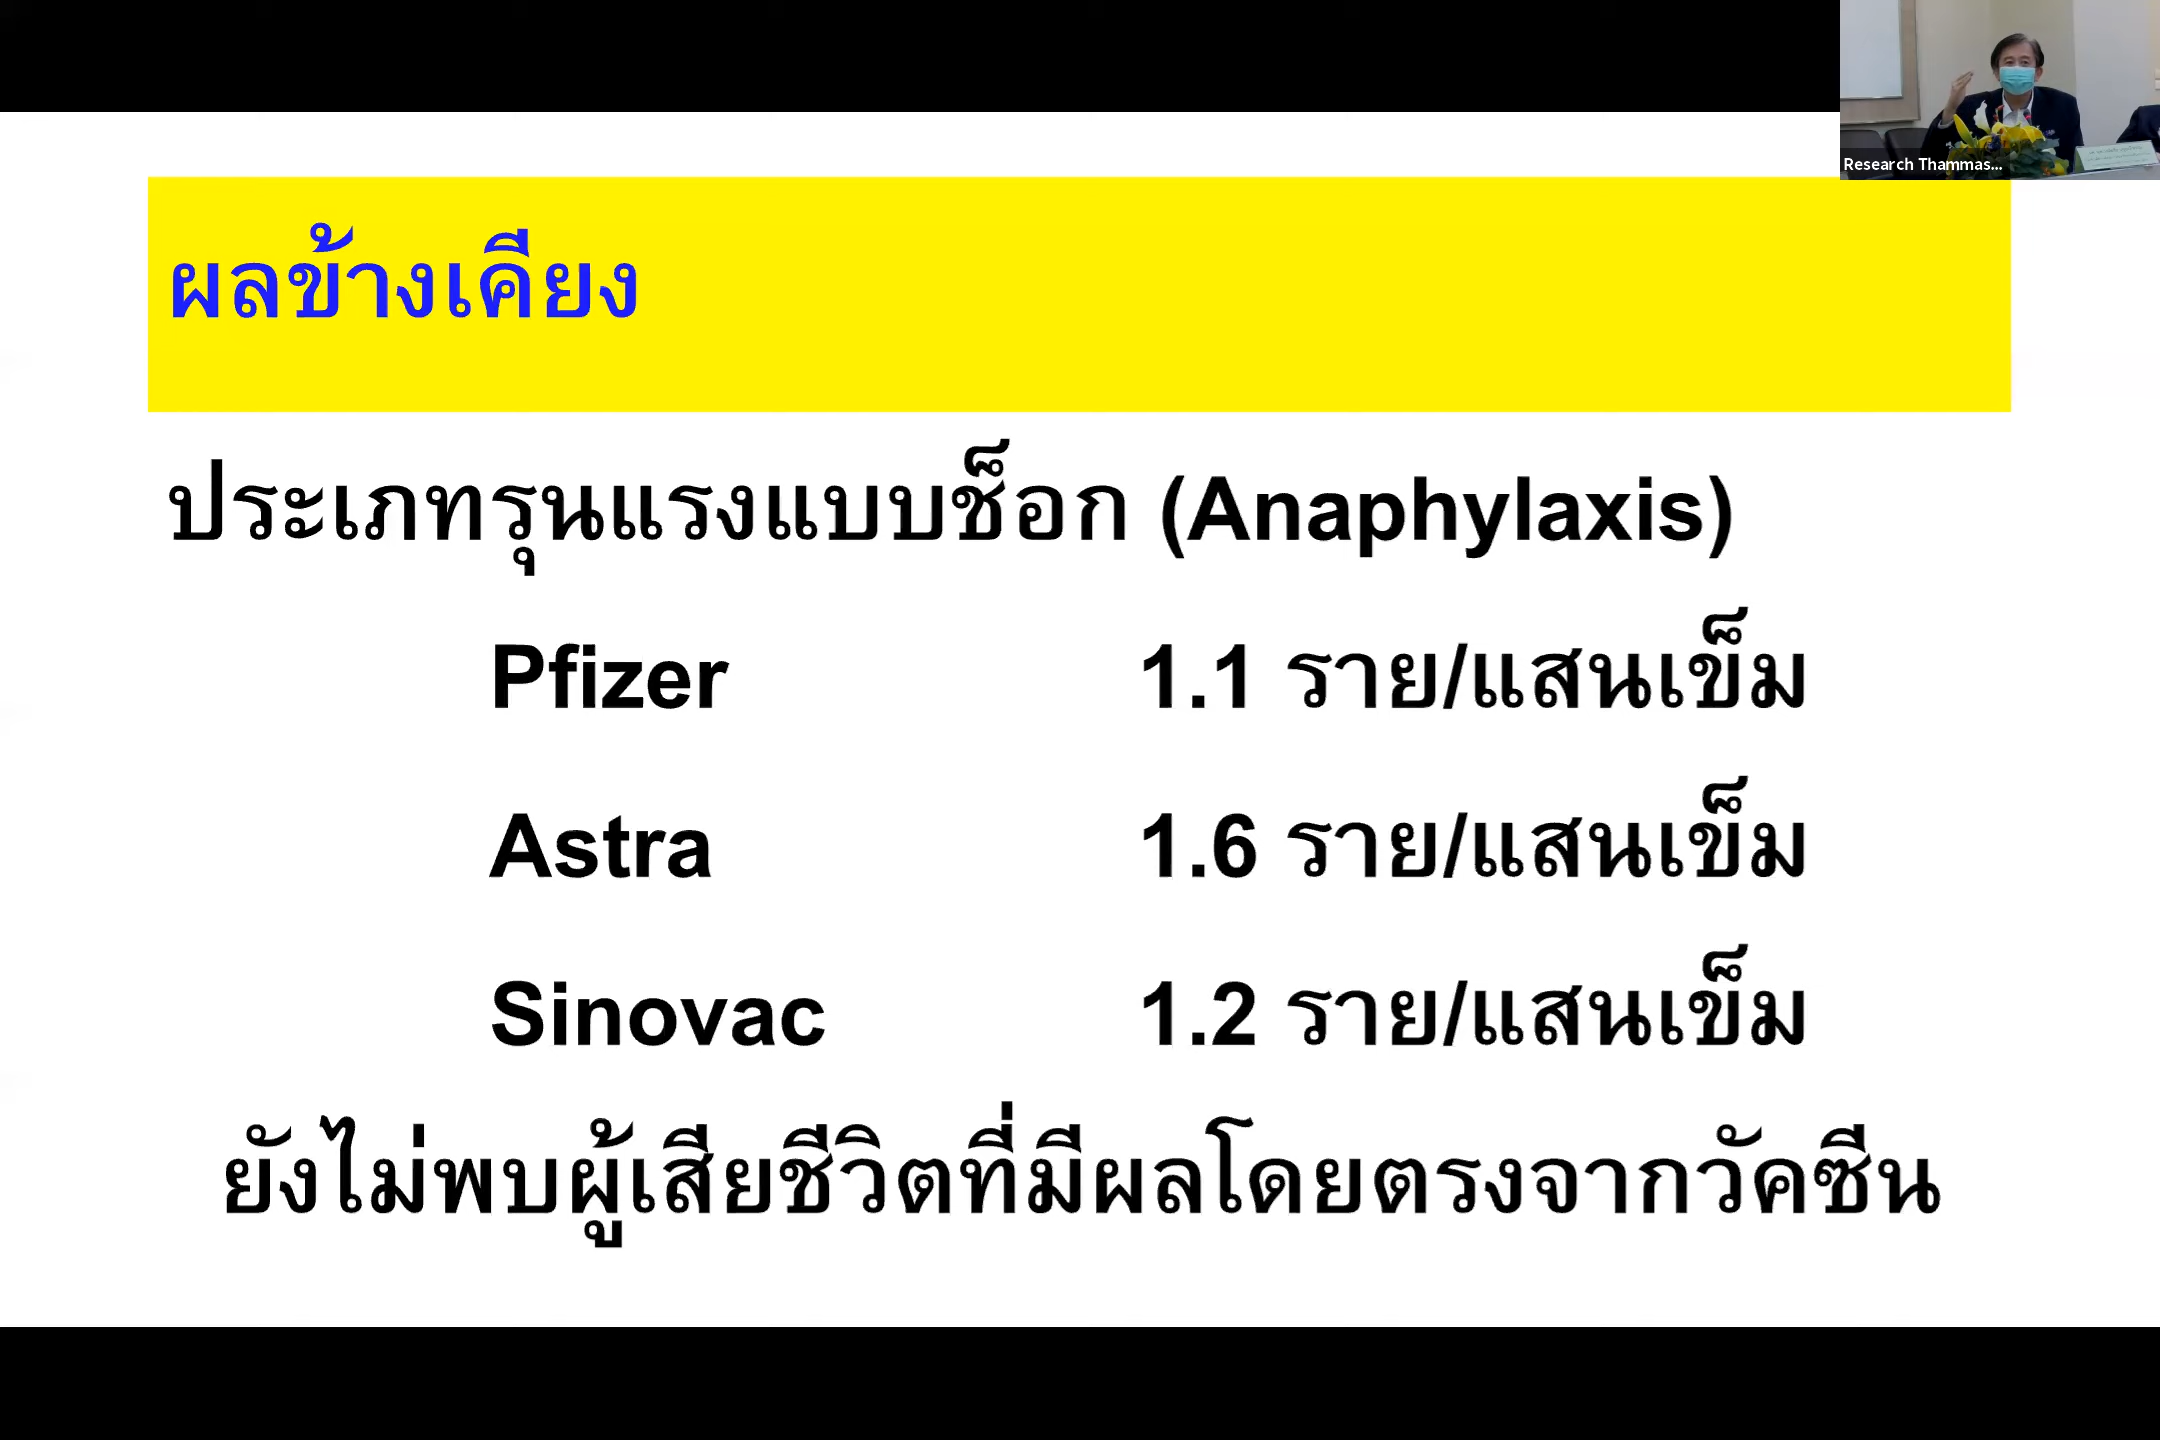 Research Thammas...
ผลข้างเคียง
ประเภทรุนแรงแบบช็อก (Anaphylaxis)
Pfizer 1.1 ราย/แสนเข็ม
Astra 1.6 ราย/แสนเข็ม
Sinovac 1.2 ราย/แสนเข็ม
ยังไม่พบผู้เสียชีวิตที่มีผลโดยตรงจากวัคซีน